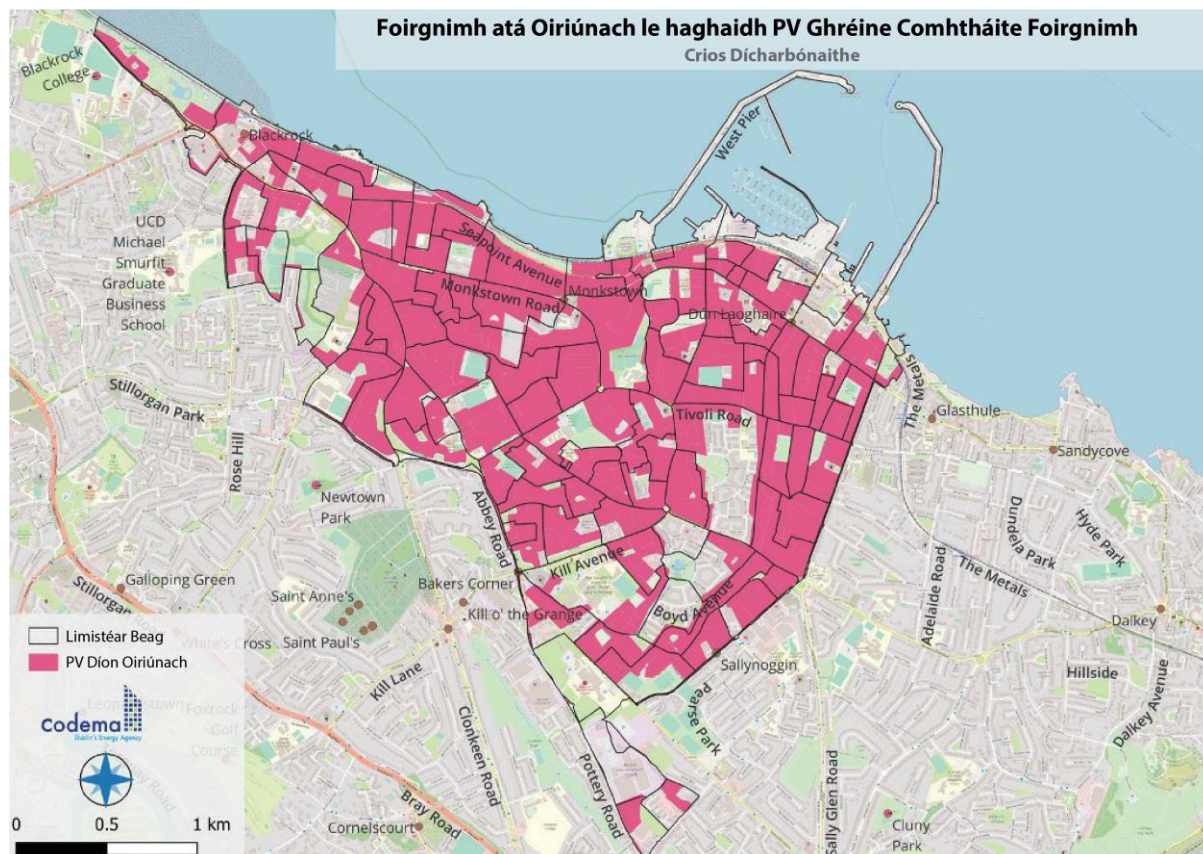 Foirgnimh atá Oiriúnach le haghaidh PV Ghréine Comhtháite Foirgnimh
Crios Dícharbónaithe
Blackrock
College
Blackrock
West Pier
UCD
Michael
Smurfit
Graduate
Business
School
Seapoint Avenue
Monkstown Road
Monkstown
Dún Laoghaire
Stillorgan Park
Rose Hill
Tivoli Road
The Metals
Glasthule
Sandycove
Newtown
Park
Abbey Road
Dundela Park
Hyde Park
Galloping Green
Stillorgan Road
Saint Anne's
Bakers Corner
Kill Avenue
The Metals
Adelaide Road
Dalkey
White's Cross
Saint Paul's
Kill o' the Grange
Boyd Avenue
Sallynoggin
Hillside
Kill Lane
Pearse Park
Dalkey Avenue
Limistéar Beag
PV Díon Oiriúnach
Leopardstown
Foxrock
Golf
Course
codema
Dublin's Energy Agency
Clonkeen Road
Pottery Road
Bray Road
Sally Glen Road
Cornelscourt
Cluny
Park
0 0.5 1 km